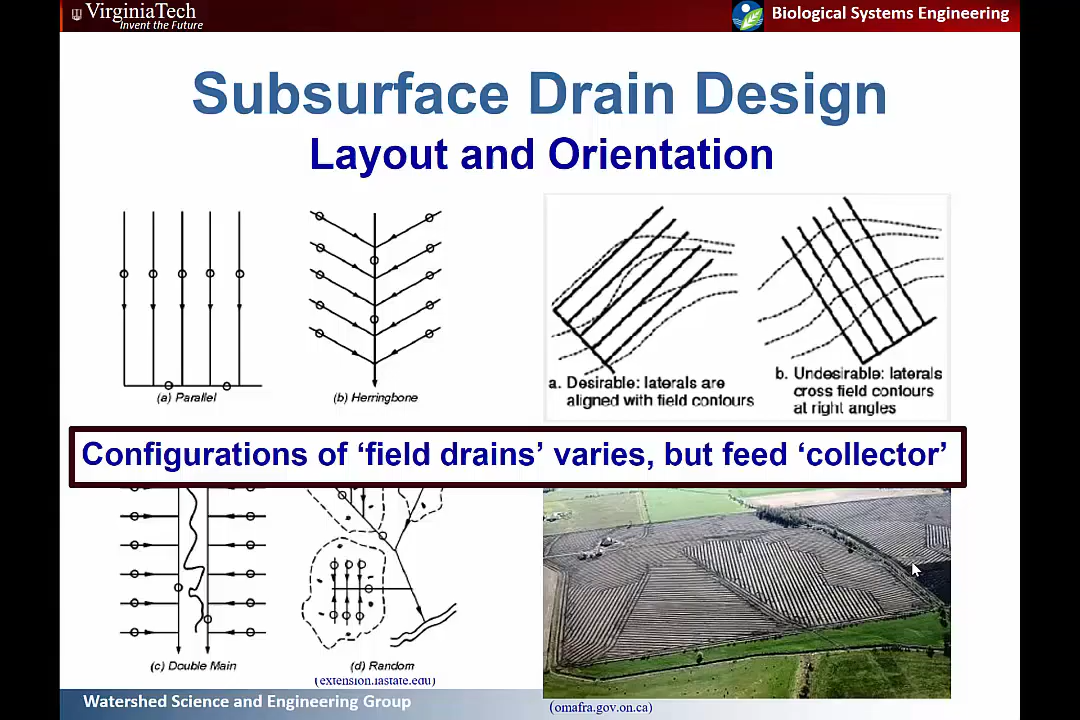 VirginiaTech
Invent the Future
Biological Systems Engineering
Subsurface Drain Design
Layout and Orientation
(a) Parallel
(b) Herringbone
a. Desirable: laterals are
aligned with field contours
b. Undesirable: laterals
cross field contours
at right angles
Configurations of ‘field drains’ varies, but feed ‘collector’
(c) Double Main
(d) Random
(extension.iastate.edu)
Watershed Science and Engineering Group
(omafra.gov.on.ca)